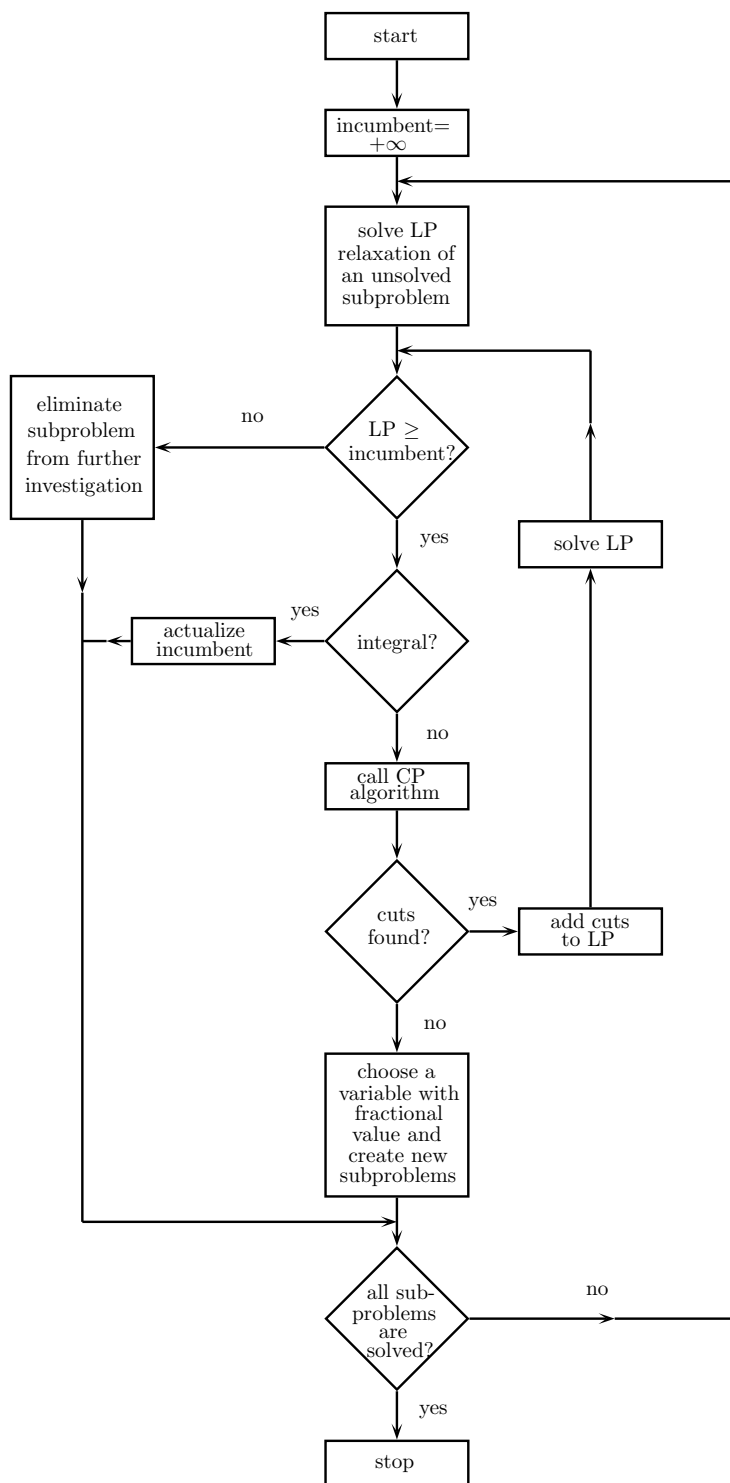 start
incumbent=
+∞
solve LP
relaxation of
an unsolved
subproblem
eliminate
subproblem
from further
investigation
no
LP ≥
incumbent?
yes
solve LP
actualize
incumbent
yes
integral?
no
call CP
algorithm
cuts
found?
yes
add cuts
to LP
no
choose a
variable with
fractional
value and
create new
subproblems
all sub-
problems
are
solved?
no
yes
stop